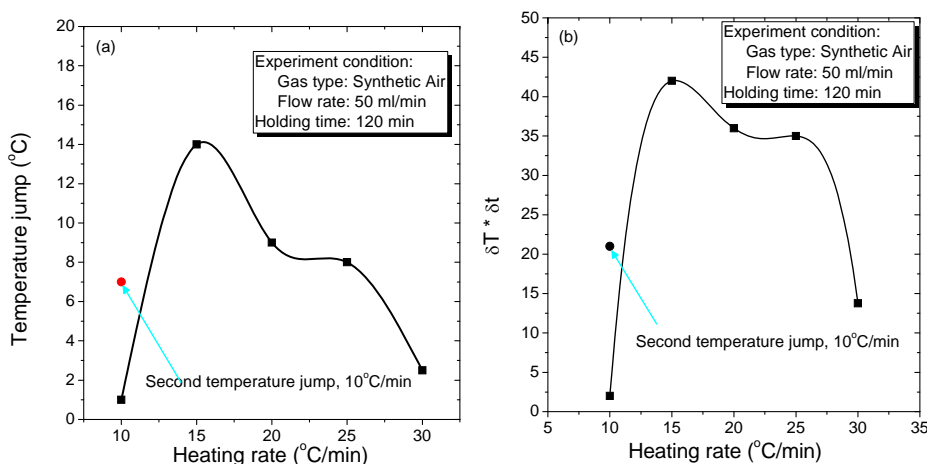 (a)
Experiment condition:
Gas type: Synthetic Air
Flow rate: 50 ml/min
Holding time: 120 min
Temperature jump (°C)
20
18
16
14
12
10
8
6
4
2
0
Second temperature jump, 10°C/min
10 15 20 25 30
Heating rate (°C/min)
(b)
Experiment condition:
Gas type: Synthetic Air
Flow rate: 50 ml/min
Holding time: 120 min
δT * δt
50
45
40
35
30
25
20
15
10
5
0
Second temperature jump, 10°C/min
5 10 15 20 25 30 35
Heating rate (°C/min)